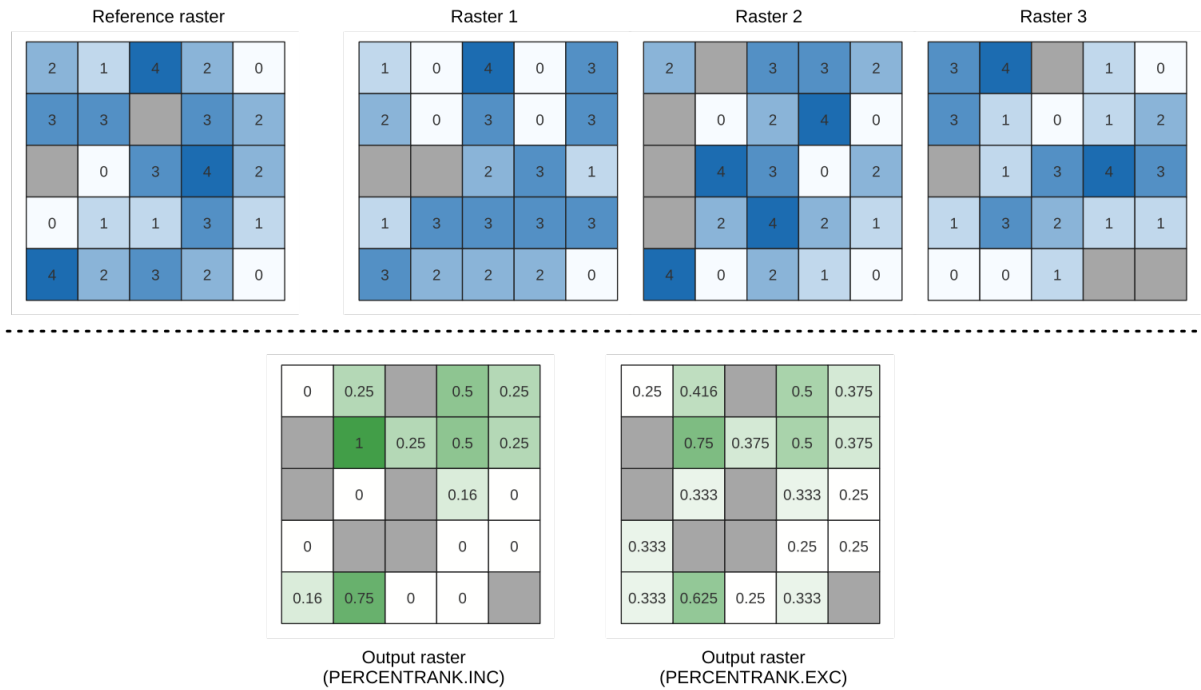 Reference raster Raster 1 Raster 2 Raster 3
2 1 4 2 0 1 0 4 0 3 2 3 3 2 3 4 1 0
3 3 3 2 2 0 3 0 3 0 2 4 0 3 1 0 1 2
0 3 4 2 2 3 1 4 3 0 2 1 3 4 3
0 1 1 3 1 1 3 3 3 3 2 4 2 1 1 3 2 1 1
4 2 3 2 0 3 2 2 2 0 4 0 2 1 0 0 0 1
0 0.25 0.5 0.25 0.25 0.416 0.5 0.375
1 0.25 0.5 0.25 0.75 0.375 0.5 0.375
0 0.16 0 0.333 0.333 0.25
0 0 0 0.333 0.25 0.25
0.16 0.75 0 0 0.333 0.625 0.25 0.333
Output raster Output raster
(PERCENTRANK.INC) (PERCENTRANK.EXC)